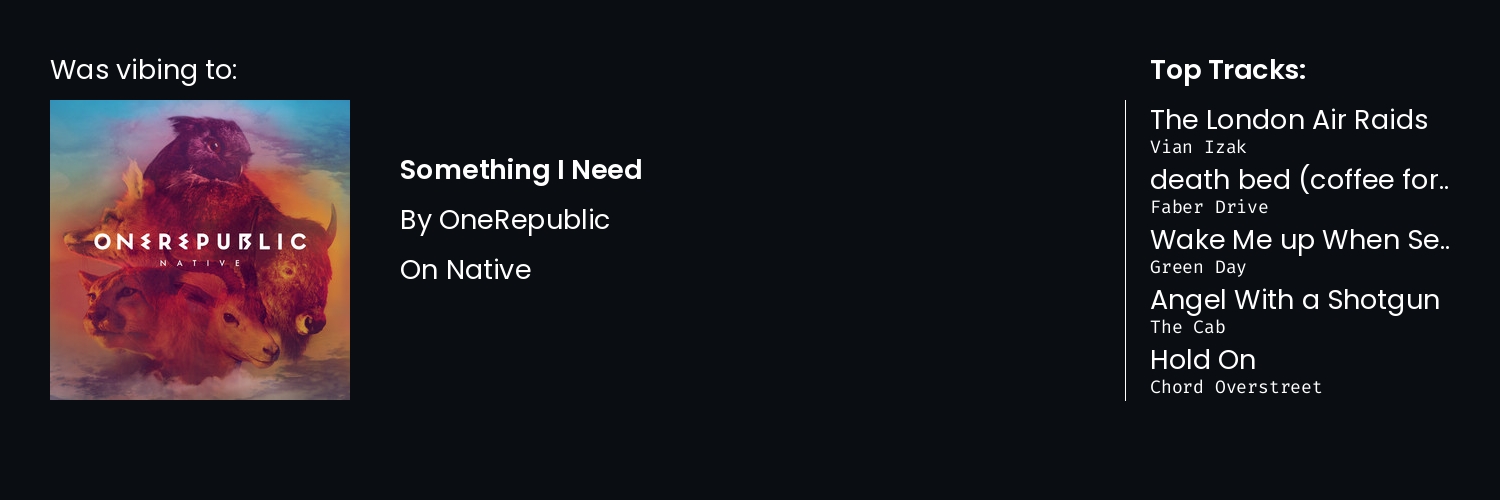 Was vibing to:
ONEREPUBLIC
NATIVE
Something I Need
By OneRepublic
On Native
Top Tracks:
The London Air Raids
Vian Izak
death bed (coffee for..
Faber Drive
Wake Me up When Se..
Green Day
Angel With a Shotgun
The Cab
Hold On
Chord Overstreet